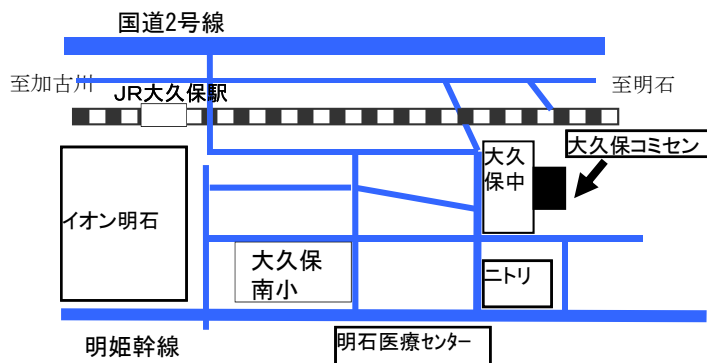 国道2号線
至加古川
至明石
JR大久保駅
大久保コミセン
大久
保中
イオン明石
大久保
南小
ニトリ
明姫幹線
明石医療センター